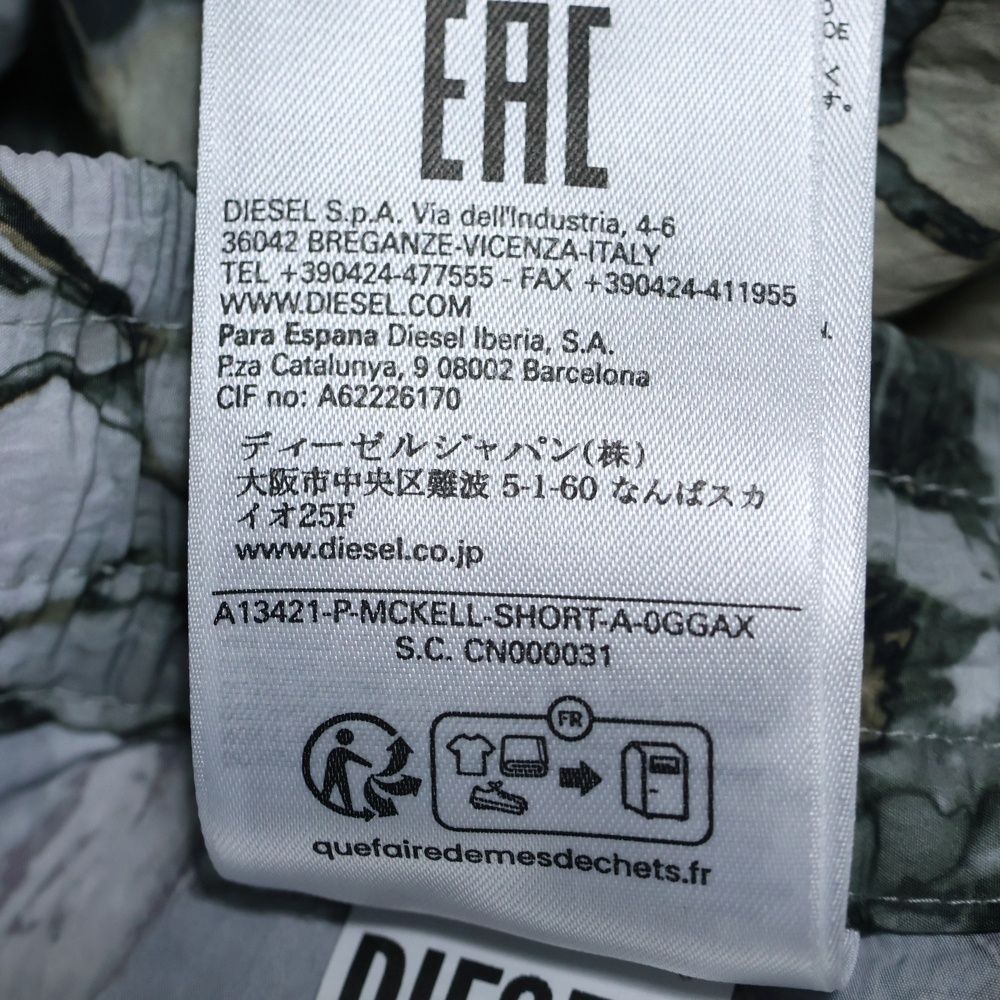 EAC
DIESEL S.p.A. Via dell'Industria, 4-6
36042 BREGANZE-VICENZA-ITALY
TEL +390424-477555 - FAX +390424-411955
WWW.DIESEL.COM
Para Espana Diesel Iberia, S.A.
P.za Catalunya, 9 08002 Barcelona
CIF no: A62226170
ディーゼルジャパン(株)
大阪市中央区難波 5-1-60 なんばスカ
イオ25F
www.diesel.co.jp
A13421-P-MCKELL-SHORT-A-0GGAX
S.C. CN000031
FR
quefairedemesdechets.fr